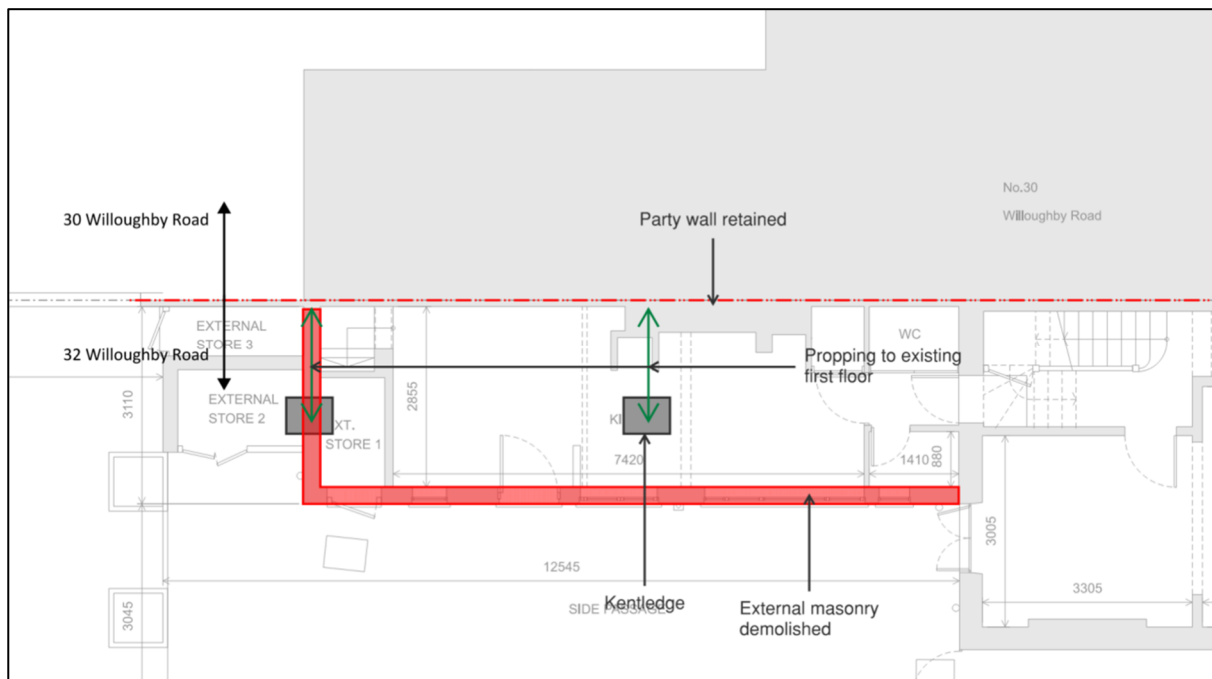 No.30
Willoughby Road
30 Willoughby Road
Party wall retained
EXTERNAL
STORE 3
WC
32 Willoughby Road
Propping to existing
first floor
EXTERNAL
STORE 2
XT.
STORE 1
KI
3110
2855
7420
1410
880
3005
12545
3305
3045
Kentledge
SIDE PASSAGE
External masonry
demolished